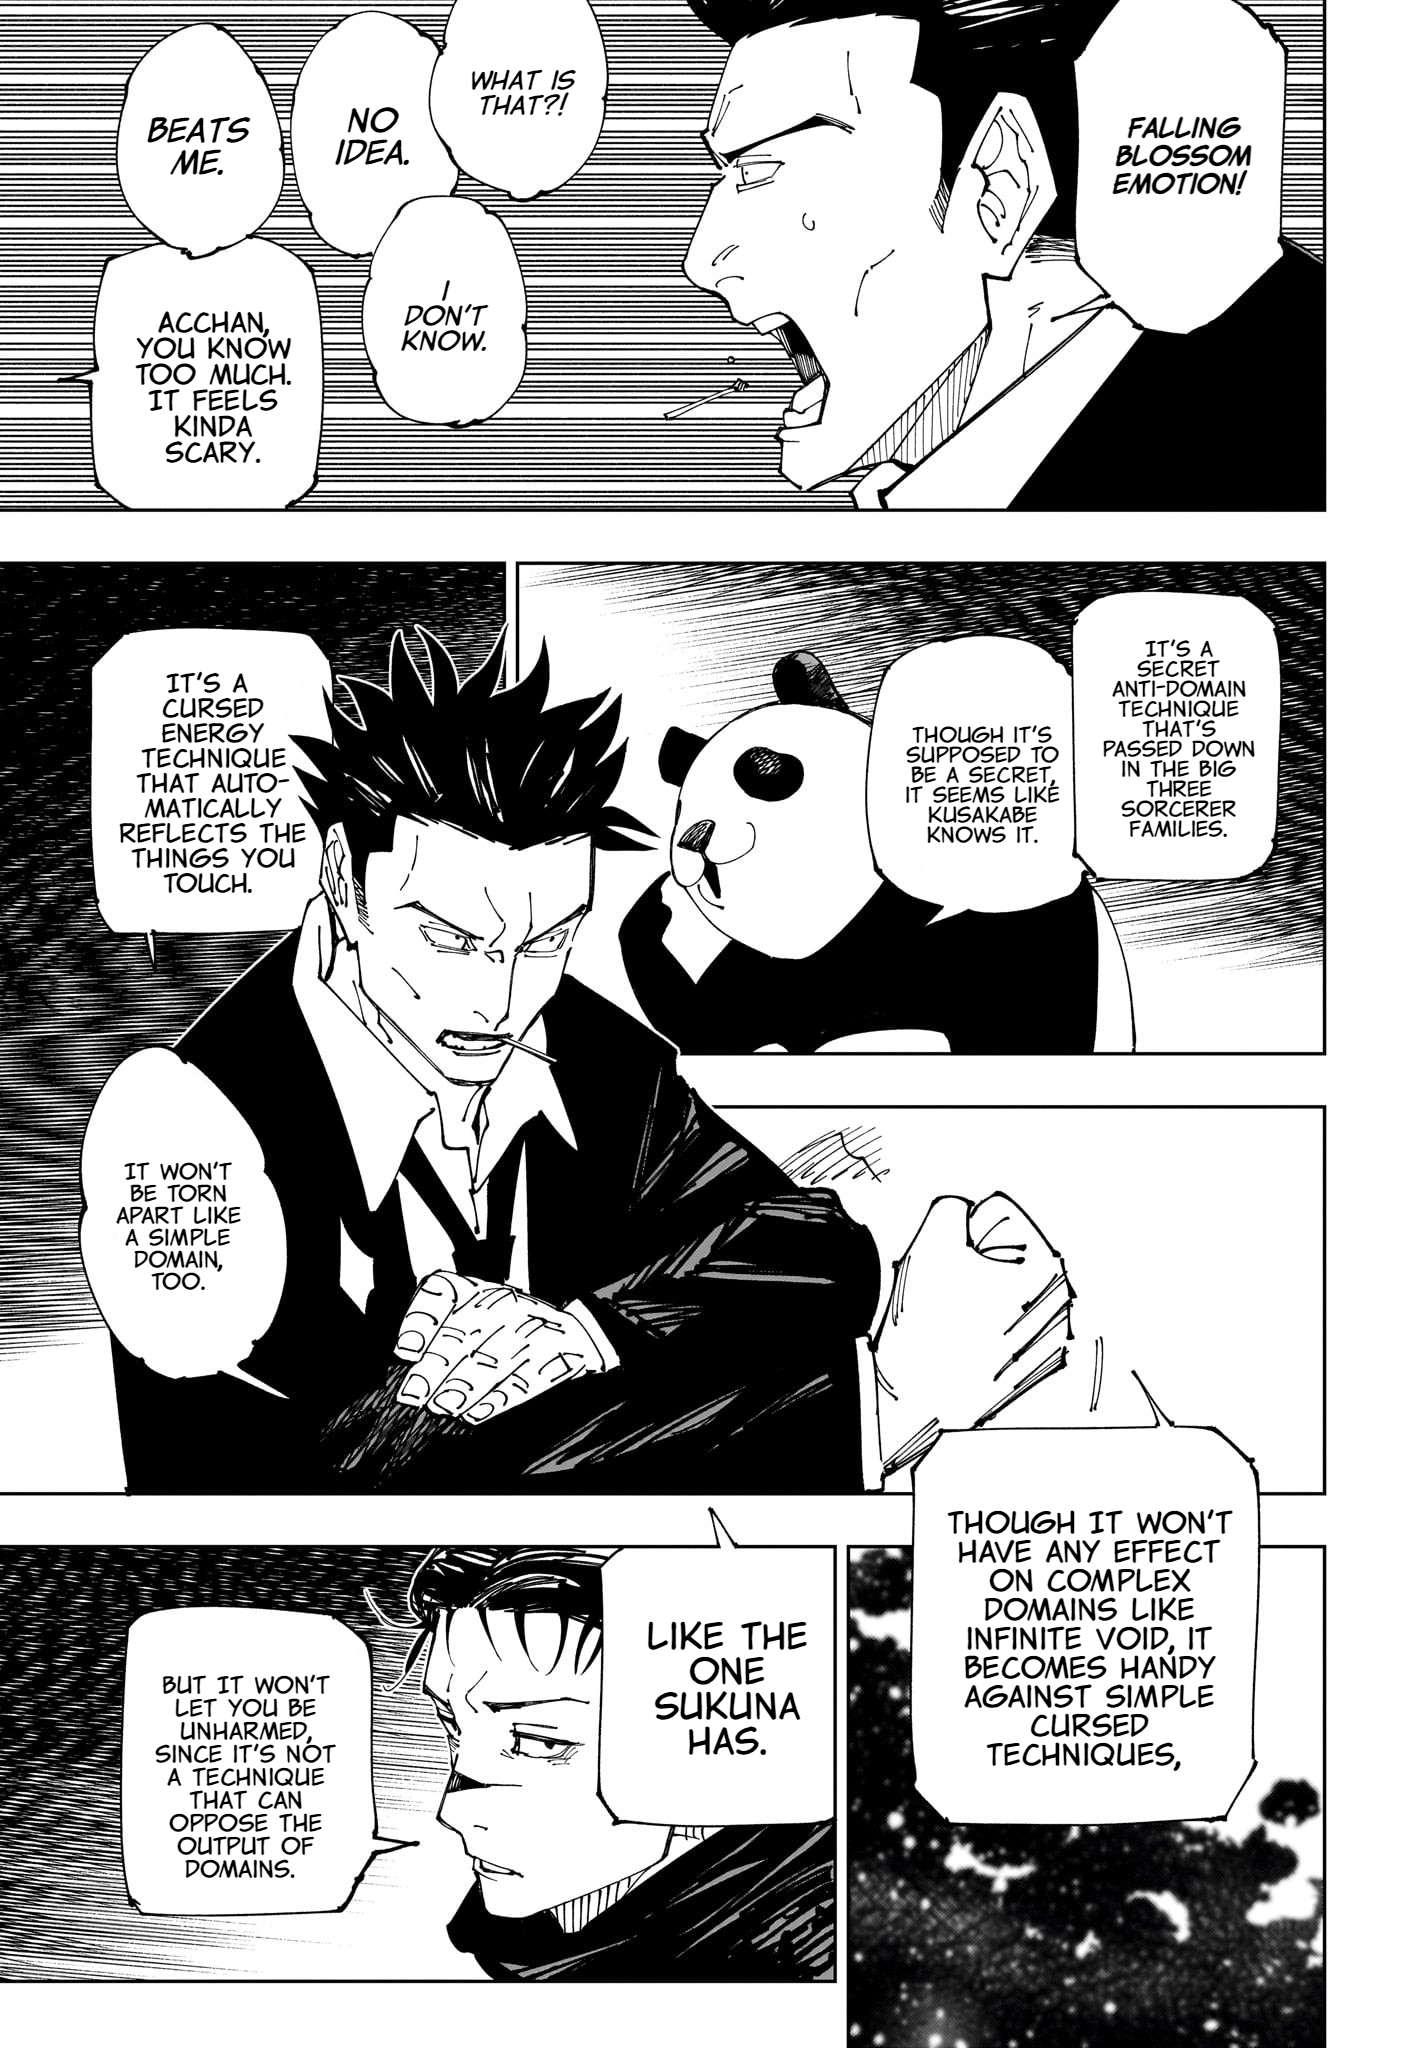 FALLING
BLOSSOM
EMOTION!
WHAT IS
THAT?!
NO
IDEA.
I
DON'T
KNOW.
BEATS
ME.
ACCHAN,
YOU KNOW
TOO MUCH.
IT FEELS
KINDA
SCARY.
IT'S A
SECRET
ANTI-DOMAIN
TECHNIQUE
THAT'S
PASSED DOWN
IN THE BIG
THREE
SORCERER
FAMILIES.
THOUGH IT'S
SUPPOSED TO
BE A SECRET,
IT SEEMS LIKE
KUSAKABE
KNOWS IT.
IT'S A
CURSED
ENERGY
TECHNIQUE
THAT AUTO-
MATICALLY
REFLECTS THE
THINGS YOU
TOUCH.
IT WON'T
BE TORN
APART LIKE
A SIMPLE
DOMAIN,
TOO.
THOUGH IT WON'T
HAVE ANY EFFECT
ON COMPLEX
DOMAINS LIKE
INFINITE VOID, IT
BECOMES HANDY
AGAINST SIMPLE
CURSED
TECHNIQUES,
LIKE THE
ONE
SUKUNA
HAS.
BUT IT WON'T
LET YOU BE
UNHARMED,
SINCE IT'S NOT
A TECHNIQUE
THAT CAN
OPPOSE THE
OUTPUT OF
DOMAINS.